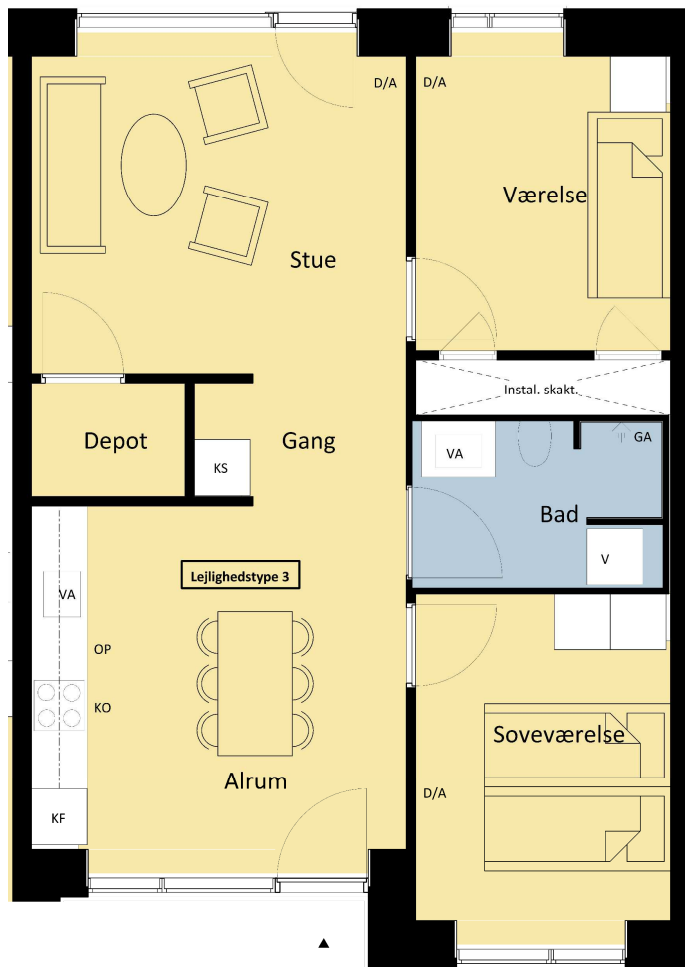 D/A
D/A
Værelse
Stue
Instal. skakt.
Depot
Gang
KS
VA
GA
Bad
V
Lejlighedstype 3
VA
OP
KO
Soveværelse
Alrum
D/A
KF